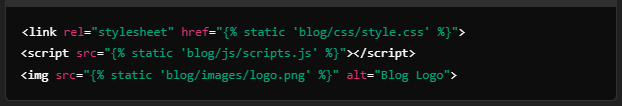 <link rel="stylesheet" href="{% static 'blog/css/style.css' %}">
<script src="{% static 'blog/js/scripts.js' %}"></script>
<img src="{% static 'blog/images/logo.png' %}" alt="Blog Logo">